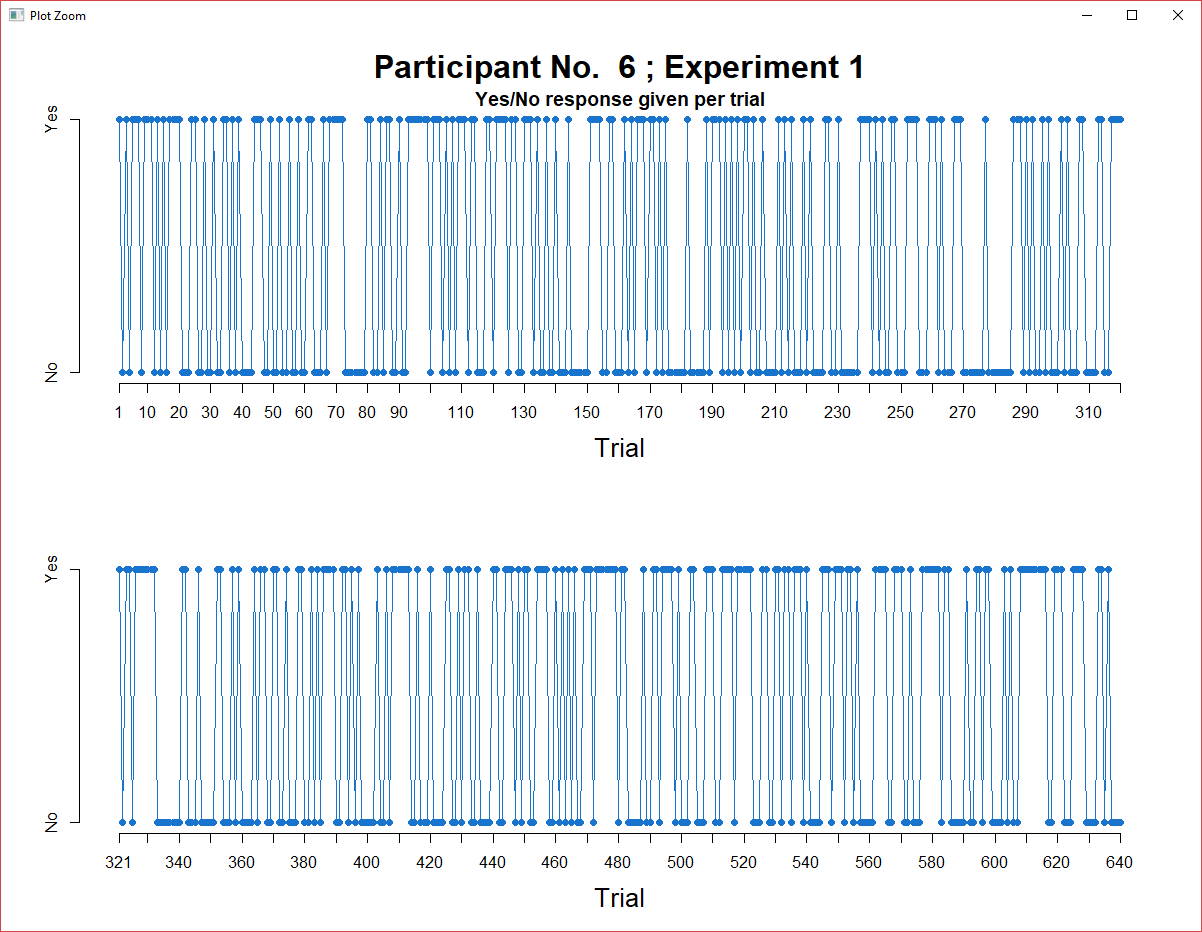 Plot Zoom
Participant No.  6 ; Experiment 1
Yes/No response given per trial
Yes
No
1 10 20 30 40 50 60 70 80 90 110 130 150 170 190 210 230 250 270 290 310
Trial
Yes
No
321 340 360 380 400 420 440 460 480 500 520 540 560 580 600 620 640
Trial